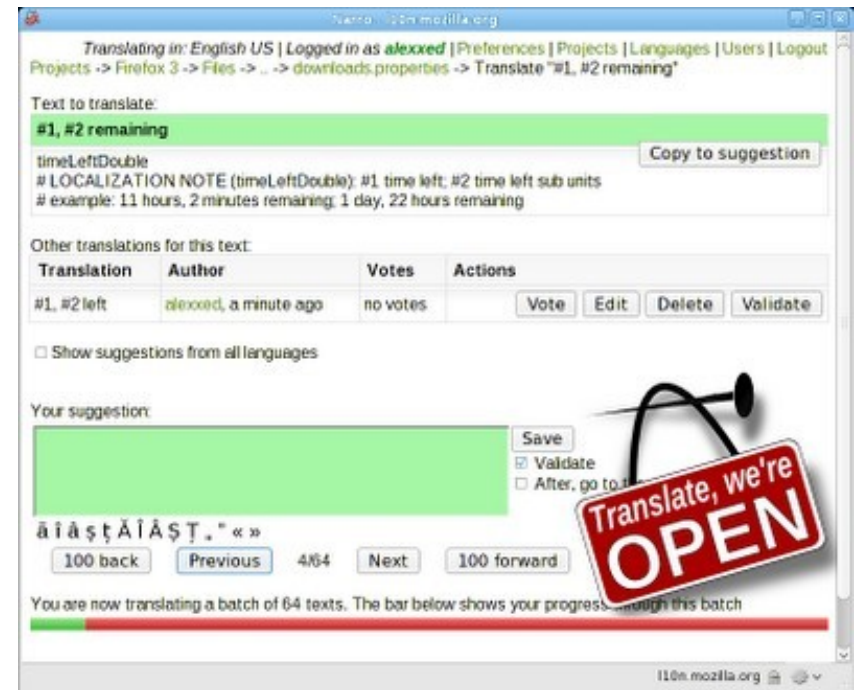 Narro - l10n.mozilla.org
Translating in: English US | Logged in as alexxed | Preferences | Projects | Languages | Users | Logout
Projects -> Firefox 3 -> Files -> .. -> downloads.properties -> Translate "#1, #2 remaining"
Text to translate:
#1, #2 remaining
Copy to suggestion
timeLeftDouble
# LOCALIZATION NOTE (timeLeftDouble): #1 time left; #2 time left sub units
# example: 11 hours, 2 minutes remaining; 1 day, 22 hours remaining
Other translations for this text:
Translation Author Votes Actions
#1, #2 left alexxed, a minute ago no votes Vote Edit Delete Validate
Show suggestions from all languages
Your suggestion:
Save
Validate
After, go to
Translate, we're
OPEN
ă î â ş ţ Ă Î Â Ş Ţ „ " « »
100 back Previous 4/64 Next 100 forward
You are now translating a batch of 64 texts. The bar below shows your progress through this batch
l10n.mozilla.org